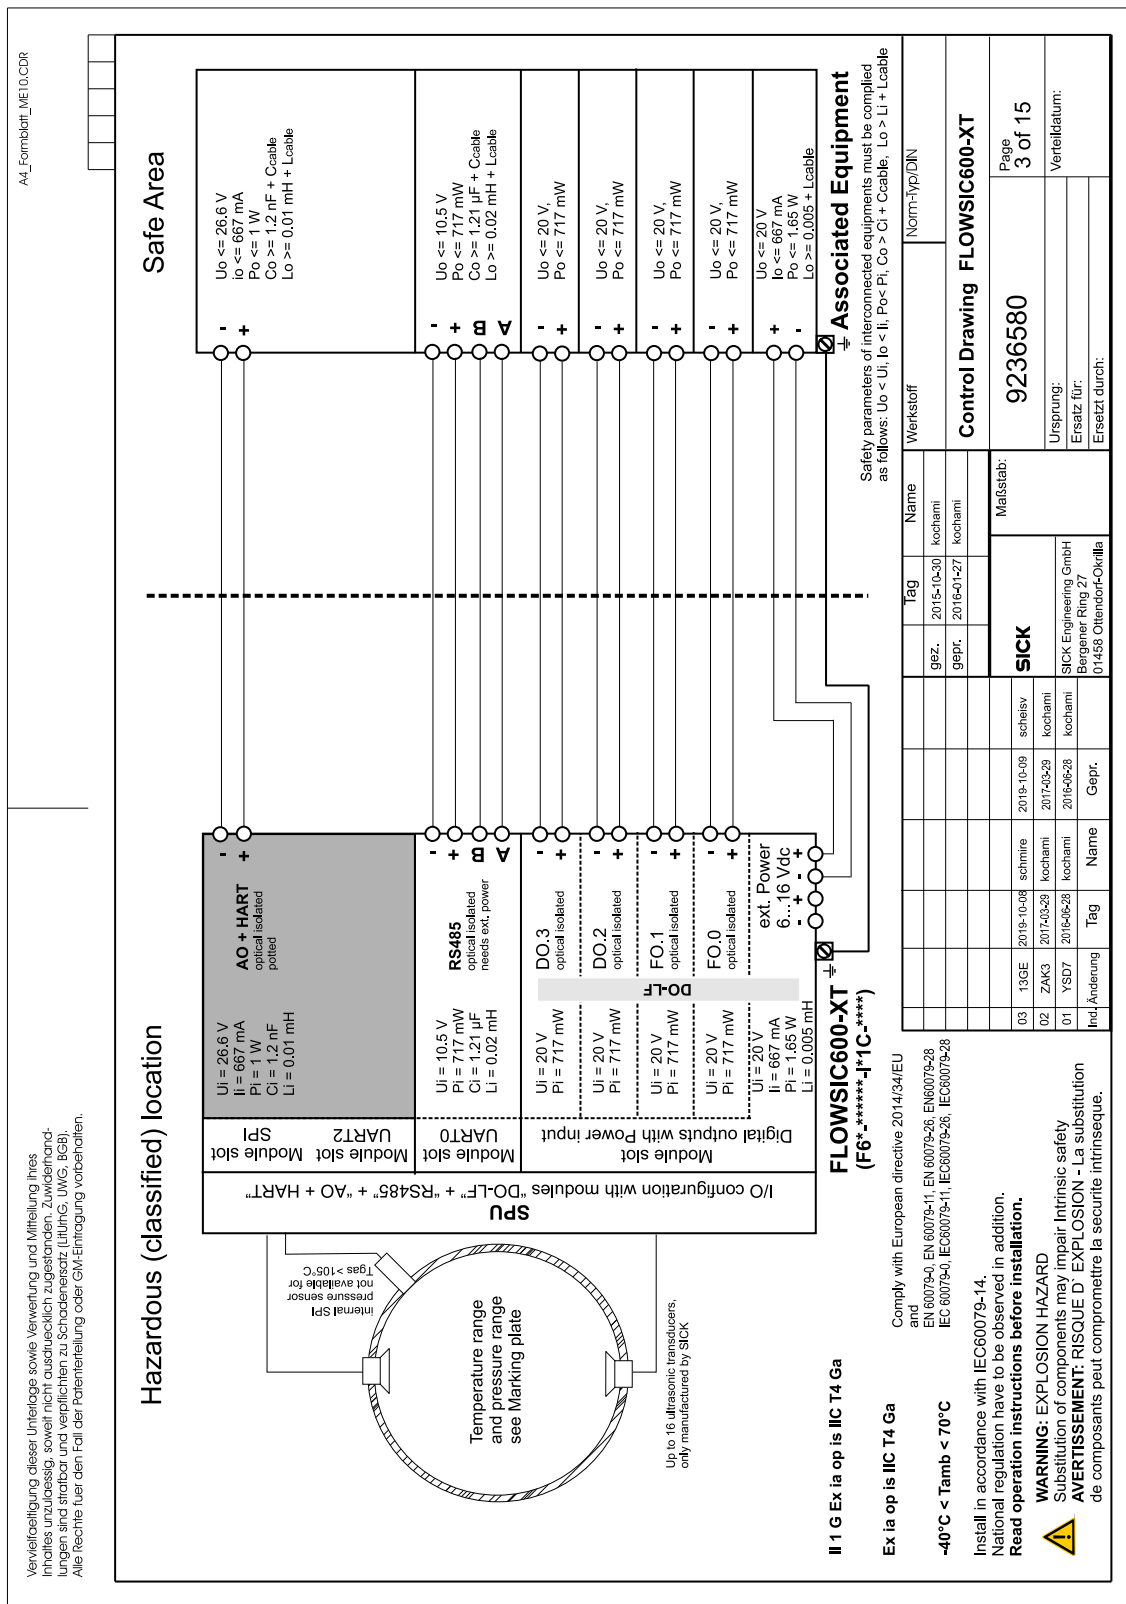 Vervielfaeltigung dieser Unterlage sowie Verwertung und Mitteilung ihres
Inhaltes unzulaessig, soweit nicht ausdruecklich zugestanden. Zuwiderhand-
lungen sind strafbar und verpflichten zu Schadenersatz (LitUhG, UWG, BGB).
Alle Rechte fuer den Fall der Patenterteilung oder GM-Eintragung vorbehalten.
A4_Formblatt_ME10.CDR
Hazardous (classified) location
Safe Area
Temperature range
and pressure range
see Marking plate
internal SPI
pressure sensor
not available for
Tgas >105°C
Up to 16 ultrasonic transducers,
only manufactured by SICK
SPU
I/O configuration with modules "DO-LF" + "RS485" + "AO + HART"
Module slot
SPI
Module slot
UART2
Module slot
UART0
Module slot
Digital outputs with Power input
Ui = 26.6 V
Ii = 667 mA
Pi = 1 W
Ci = 1.2 nF
Li = 0.01 mH
AO + HART
optical isolated
potted
-
+
Ui = 10.5 V
Pi = 717 mW
Ci = 1.21 µF
Li = 0.02 mH
RS485
optical isolated
needs ext. power
-
+
B
A
Ui = 20 V
Pi = 717 mW
DO.3
optical isolated
-
+
Ui = 20 V
Pi = 717 mW
DO.2
optical isolated
-
+
DO-LF
Ui = 20 V
Pi = 717 mW
FO.1
optical isolated
-
+
Ui = 20 V
Pi = 717 mW
FO.0
optical isolated
-
+
Ui = 20 V
Ii = 667 mA
Pi = 1.65 W
Li = 0.005 mH
ext. Power
6...16 Vdc
- + - +
FLOWSIC600-XT
(F6*-******-I*1C-****)
-
+
Uo <= 26.6 V
io <= 667 mA
Po <= 1 W
Co >= 1.2 nF + Ccable
Lo >= 0.01 mH + Lcable
-
+
B
A
Uo <= 10.5 V
Po <= 717 mW
Co >= 1.21 µF + Ccable
Lo >= 0.02 mH + Lcable
-
+
Uo <= 20 V,
Po <= 717 mW
-
+
Uo <= 20 V,
Po <= 717 mW
-
+
Uo <= 20 V,
Po <= 717 mW
-
+
Uo <= 20 V,
Po <= 717 mW
+
-
Uo <= 20 V
Io <= 667 mA
Po <= 1.65 W
Lo >= 0.005 + Lcable
Associated Equipment
Safety parameters of interconnected equipments must be complied
as follows: Uo < Ui, Io < Ii, Po< Pi, Co > Ci + Ccable, Lo > Li + Lcable
II 1 G Ex ia op is IIC T4 Ga
Ex ia op is IIC T4 Ga
-40°C < Tamb < 70°C
Comply with European directive 2014/34/EU
and
EN 60079-0, EN 60079-11, EN 60079-26, EN60079-28
IEC 60079-0, IEC60079-11, IEC60079-26, IEC60079-28
Install in accordance with IEC60079-14.
National regulation have to be observed in addition.
Read operation instructions before installation.
WARNING: EXPLOSION HAZARD
Substitution of components may impair Intrinsic safety
AVERTISSEMENT: RISQUE D` EXPLOSION - La substitution
de composants peut compromettre la securite intrinseque.
03 13GE 2019-10-08 schmire 2019-10-09 scheisv
02 ZAK3 2017-03-29 kochami 2017-03-29 kochami
01 YSD7 2016-06-28 kochami 2016-06-28 kochami
Ind. Änderung Tag Name Gepr.
Tag Name
gez. 2015-10-30 kochami
gepr. 2016-01-27 kochami
SICK
SICK Engineering GmbH
Bergener Ring 27
01458 Ottendorf-Okrilla
Maßstab:
Werkstoff
Norm-Typ/DIN
Control Drawing FLOWSIC600-XT
9236580
Page
3 of 15
Ursprung:
Ersatz für:
Ersetzt durch:
Verteildatum: